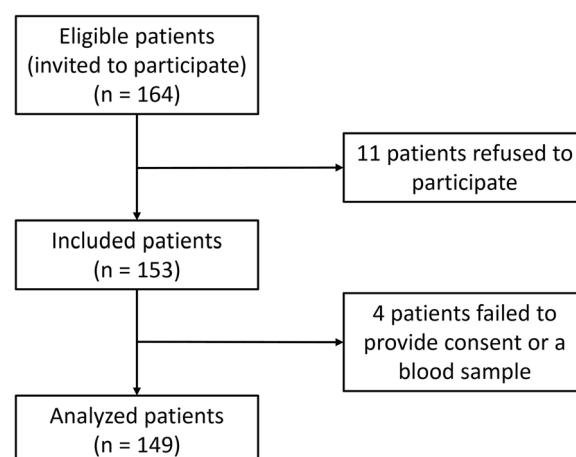 Eligible patients
(invited to participate)
(n = 164)
11 patients refused to
participate
Included patients
(n = 153)
4 patients failed to
provide consent or a
blood sample
Analyzed patients
(n = 149)